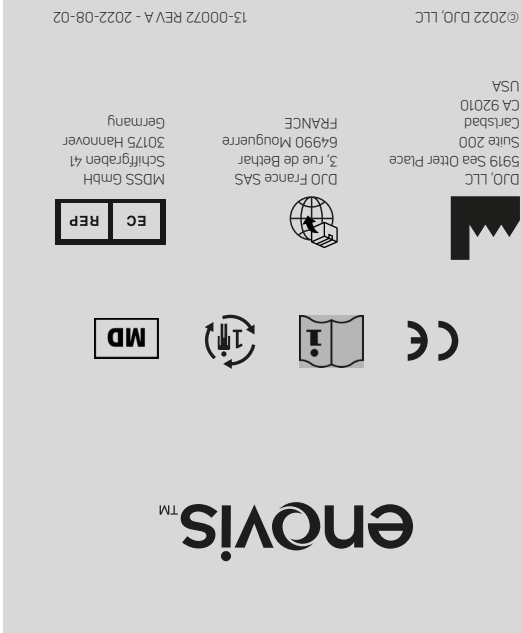 enovis™
CE
i
1
MD
DJO, LLC
5919 Sea Otter Place
Suite 200
Carlsbad
CA 92010
USA
DJO France SAS
3, rue de Bethar
64990 Mouguerre
FRANCE
EC REP
MDSS GmbH
Schiffgraben 41
30175 Hannover
Germany
©2022 DJO, LLC
13-00072 REV A - 2022-08-02